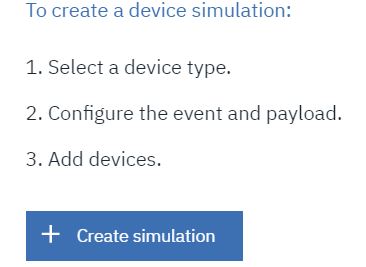 To create a device simulation:
1. Select a device type.
2. Configure the event and payload.
3. Add devices.
+ Create simulation